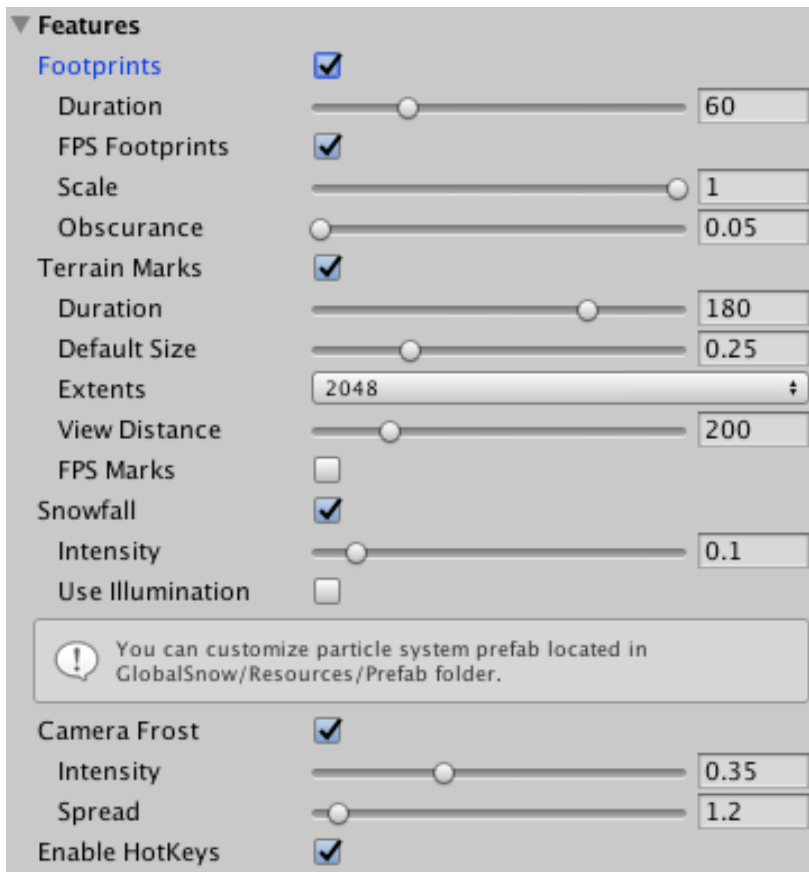 Features
Footprints
Duration 60
FPS Footprints
Scale 1
Obscurance 0.05
Terrain Marks
Duration 180
Default Size 0.25
Extents 2048
View Distance 200
FPS Marks
Snowfall
Intensity 0.1
Use Illumination
You can customize particle system prefab located in
GlobalSnow/Resources/Prefab folder.
Camera Frost
Intensity 0.35
Spread 1.2
Enable HotKeys